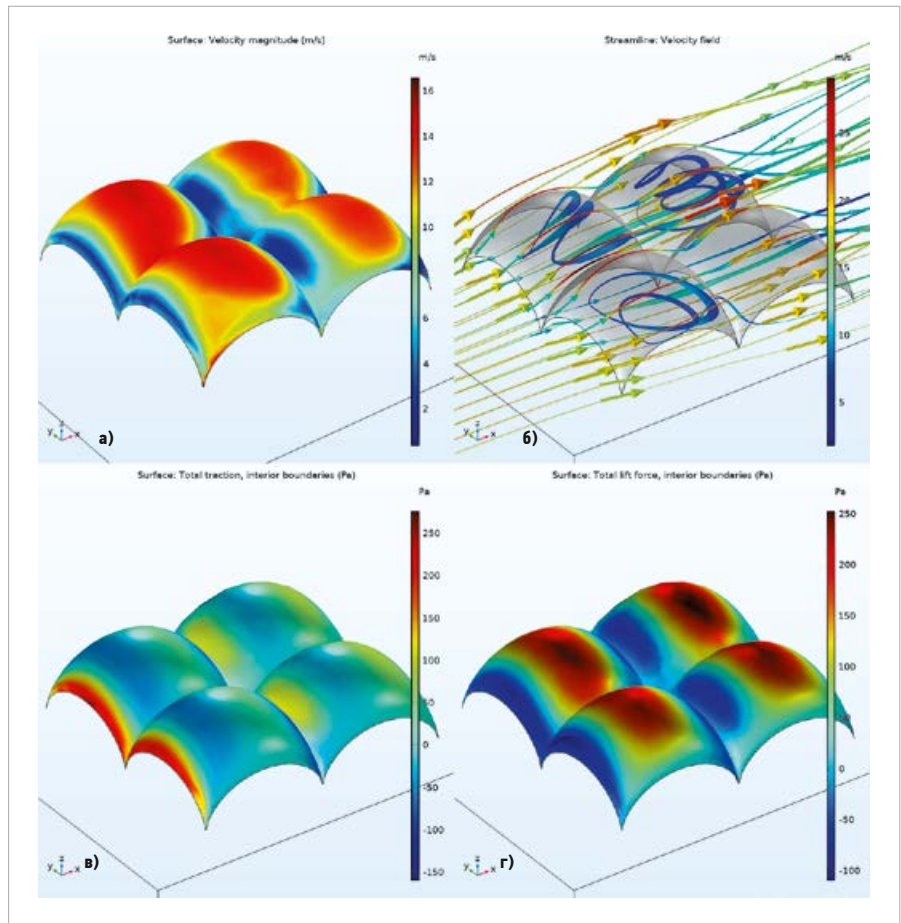 Surface: Velocity magnitude (m/s)
m/s
16
14
12
10
8
6
4
2
y z x
а)
Streamline: Velocity field
m/s
25
20
15
10
5
y z x
б)
Surface: Total traction, interior boundaries (Pa)
Pa
250
200
150
100
50
0
-50
-100
-150
y z x
в)
Surface: Total lift force, interior boundaries (Pa)
Pa
250
200
150
100
0
-50
-100
y z x
г)